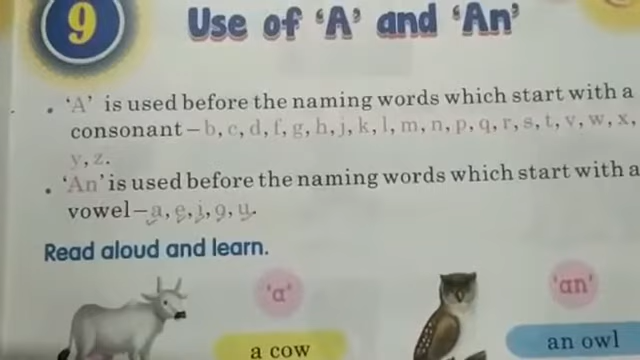 9
Use of 'A' and 'An'
• 'A' is used before the naming words which start with a
consonant – b, c, d, f, g, h, j, k, l, m, n, p, q, r, s, t, v, w, x,
y, z.
• 'An' is used before the naming words which start with a
vowel – a, e, i, o, u.
Read aloud and learn.
'a'
'an'
a cow
an owl